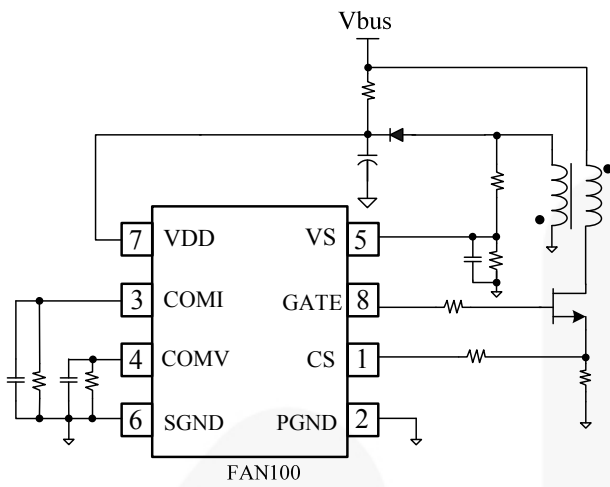 Vbus
7 VDD VS 5
3 COMI GATE 8
4 COMV CS 1
6 SGND PGND 2
FAN100